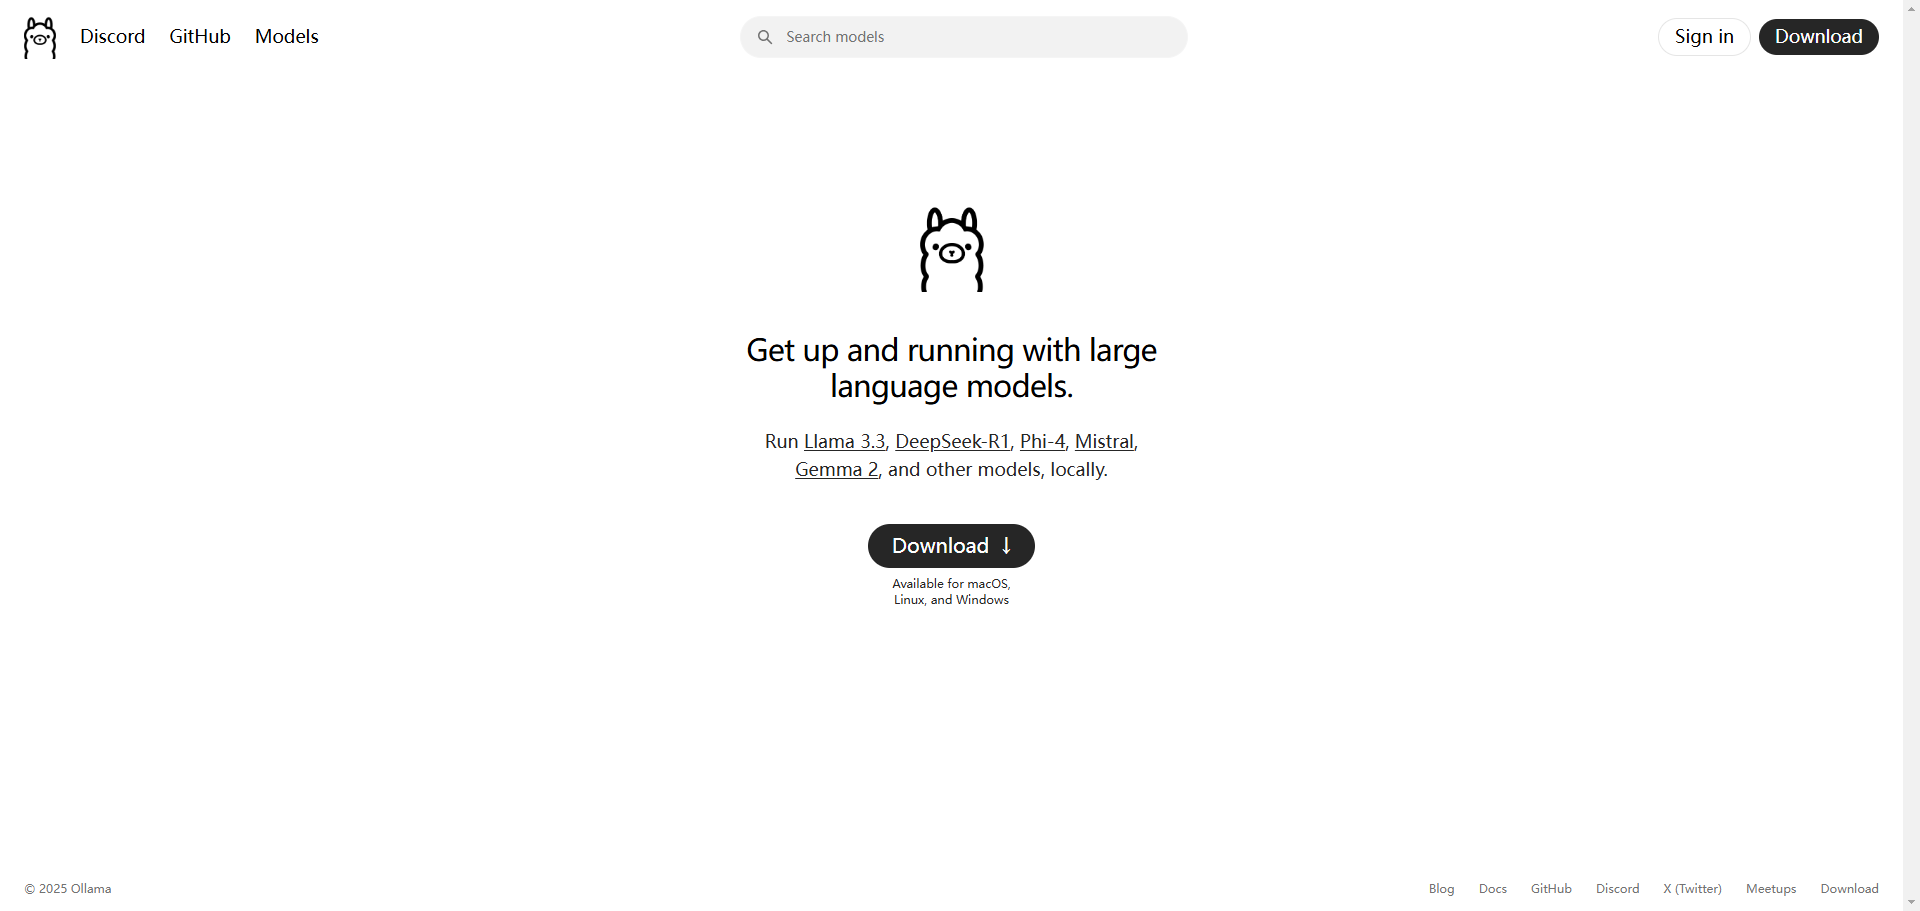 Discord GitHub Models Search models Sign in Download
Get up and running with large
language models.
Run Llama 3.3, DeepSeek-R1, Phi-4, Mistral,
Gemma 2, and other models, locally.
Download ↓
Available for macOS,
Linux, and Windows
© 2025 Ollama Blog Docs GitHub Discord X (Twitter) Meetups Download